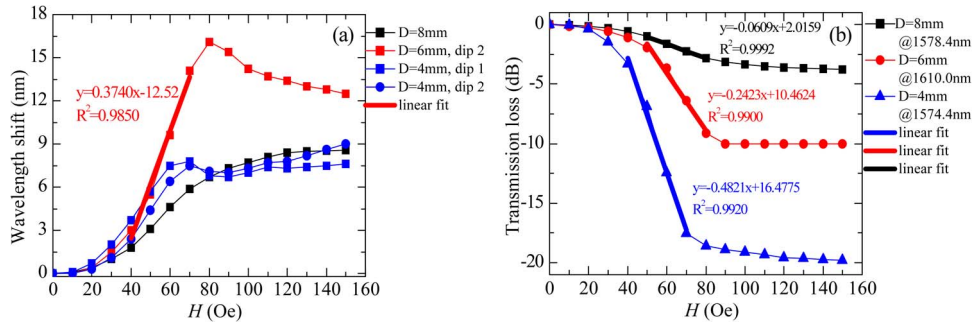 18
15
12
9
6
3
0
Wavelength shift (nm)
0 20 40 60 80 100 120 140 160
H (Oe)
(a)
y=0.3740x-12.52
R²=0.9850
D=8mm
D=6mm, dip 2
D=4mm, dip 1
D=4mm, dip 2
linear fit
0
-5
-10
-15
-20
Transmission loss (dB)
0 20 40 60 80 100 120 140 160
H (Oe)
(b)
y=-0.0609x+2.0159
R²=0.9992
y=-0.2423x+10.4624
R²=0.9900
y=-0.4821x+16.4775
R²=0.9920
D=8mm
@1578.4nm
D=6mm
@1610.0nm
D=4mm
@1574.4nm
linear fit
linear fit
linear fit